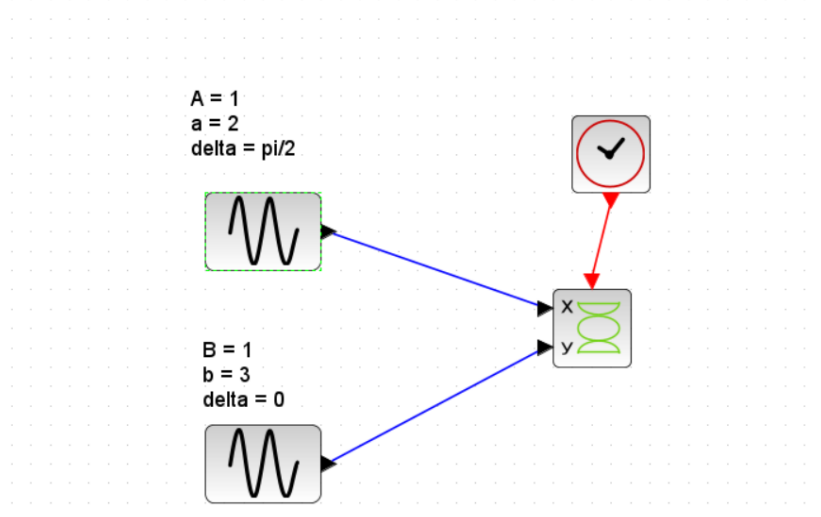 A = 1
a = 2
delta = pi/2
X
y
B = 1
b = 3
delta = 0